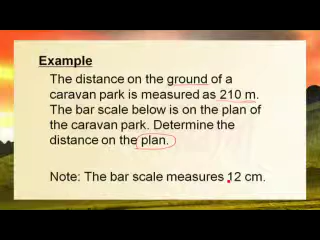 Example
The distance on the ground of a
caravan park is measured as 210 m.
The bar scale below is on the plan of
the caravan park. Determine the
distance on the plan.
Note: The bar scale measures 12 cm.